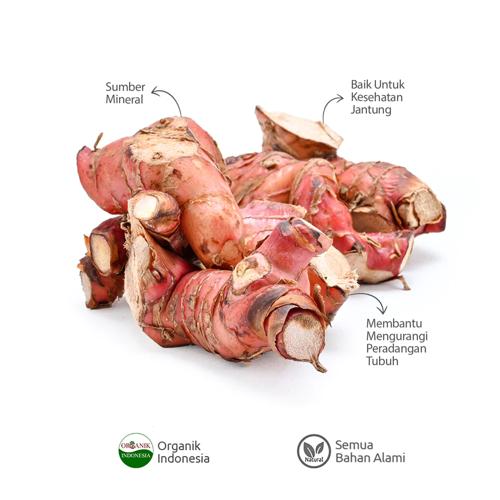 Sumber
Mineral
Baik Untuk
Kesehatan
Jantung
Membantu
Mengurangi
Peradangan
Tubuh
ORGANIK
INDONESIA
Organik
Indonesia
Natural
Semua
Bahan Alami